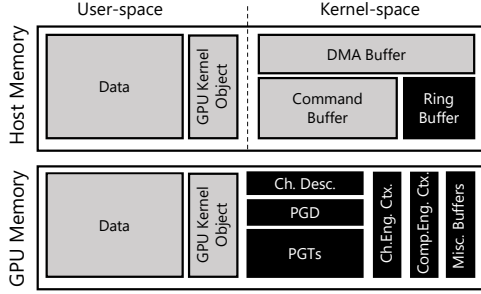 User-space
Kernel-space
Host Memory
Data
GPU Kernel
Object
DMA Buffer
Command
Buffer
Ring
Buffer
GPU Memory
Data
GPU Kernel
Object
Ch. Desc.
PGD
PGTs
Ch.Eng. Ctx.
Comp.Eng. Ctx.
Misc. Buffers